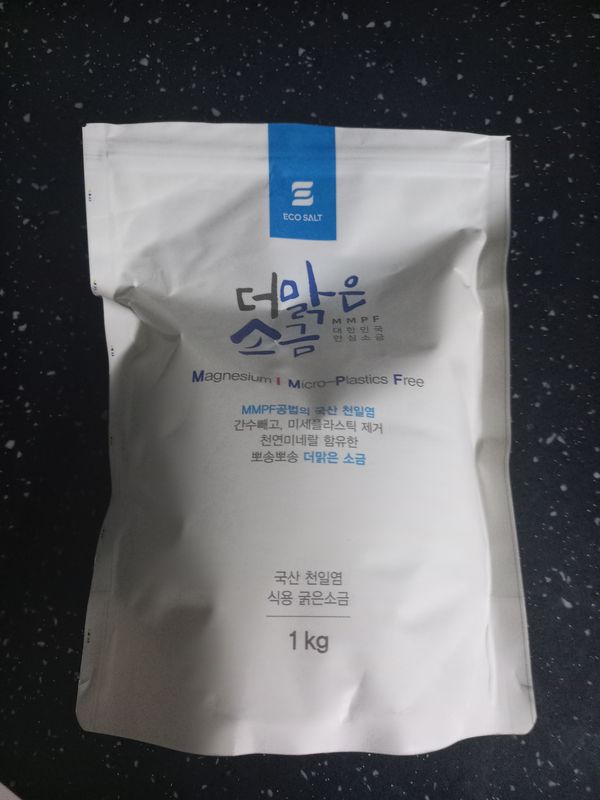 ECO SALT
더맑은
소금
MMPF
대한민국
안심소금
Magnesium I Micro-Plastics Free
MMPF공법의 국산 천일염
간수빼고, 미세플라스틱 제거
천연미네랄 함유한
뽀송뽀송 더맑은 소금
국산 천일염
식용 굵은소금
1kg